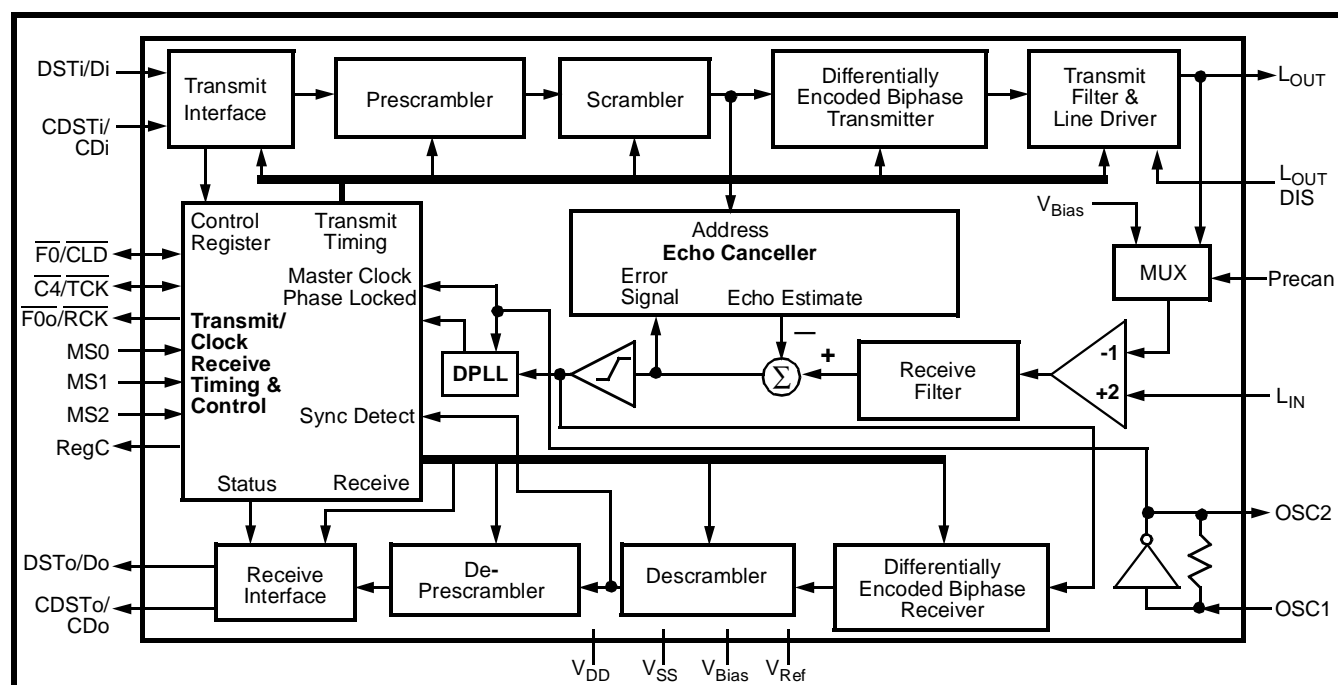 DSTi/Di
CDSTi/
CDi
Transmit
Interface
Prescrambler
Scrambler
Differentially
Encoded Biphase
Transmitter
Transmit
Filter &
Line Driver
LOUT
LOUT
DIS
Control
Register
Transmit
Timing
Master Clock
Phase Locked
Transmit/
Clock
Receive
Timing &
Control
Sync Detect
Status
Receive
F0/CLD
C4/TCK
F0o/RCK
MS0
MS1
MS2
RegC
Address
Echo Canceller
Error
Signal
Echo Estimate
VBias
MUX
Precan
-1
+2
LIN
Receive
Filter
–
+
Σ
DPLL
OSC2
OSC1
DSTo/Do
CDSTo/
CDo
Receive
Interface
De-
Prescrambler
Descrambler
Differentially
Encoded Biphase
Receiver
VDD
VSS
VBias
VRef